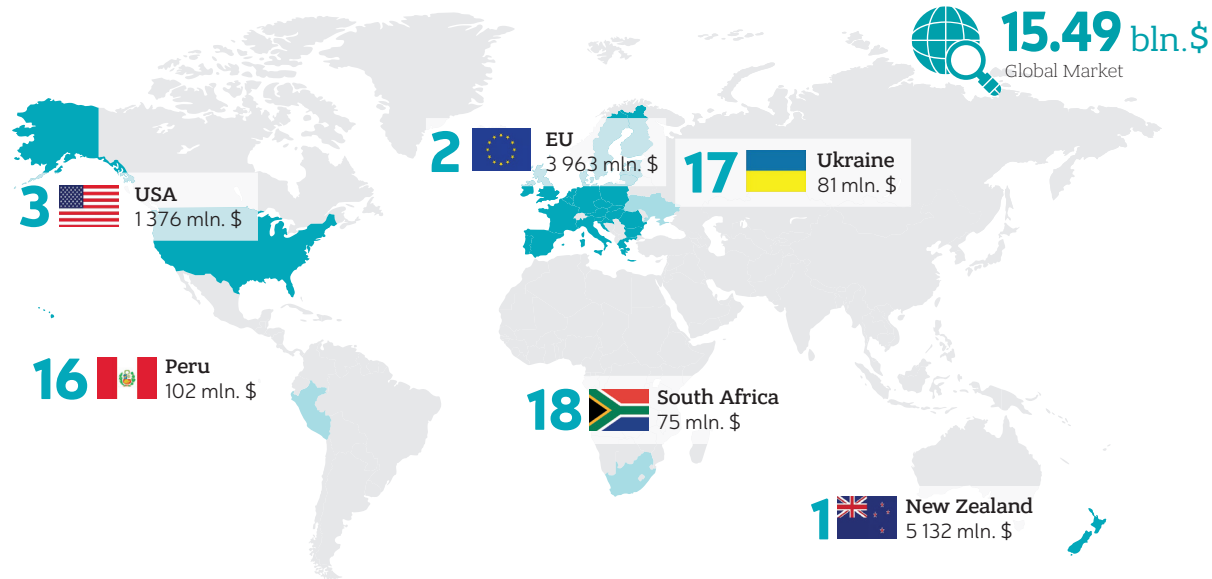 15.49 bln.$
Global Market
2
EU
3 963 mln. $
17
Ukraine
81 mln. $
3
USA
1 376 mln. $
16
Peru
102 mln. $
18
South Africa
75 mln. $
1
New Zealand
5 132 mln. $